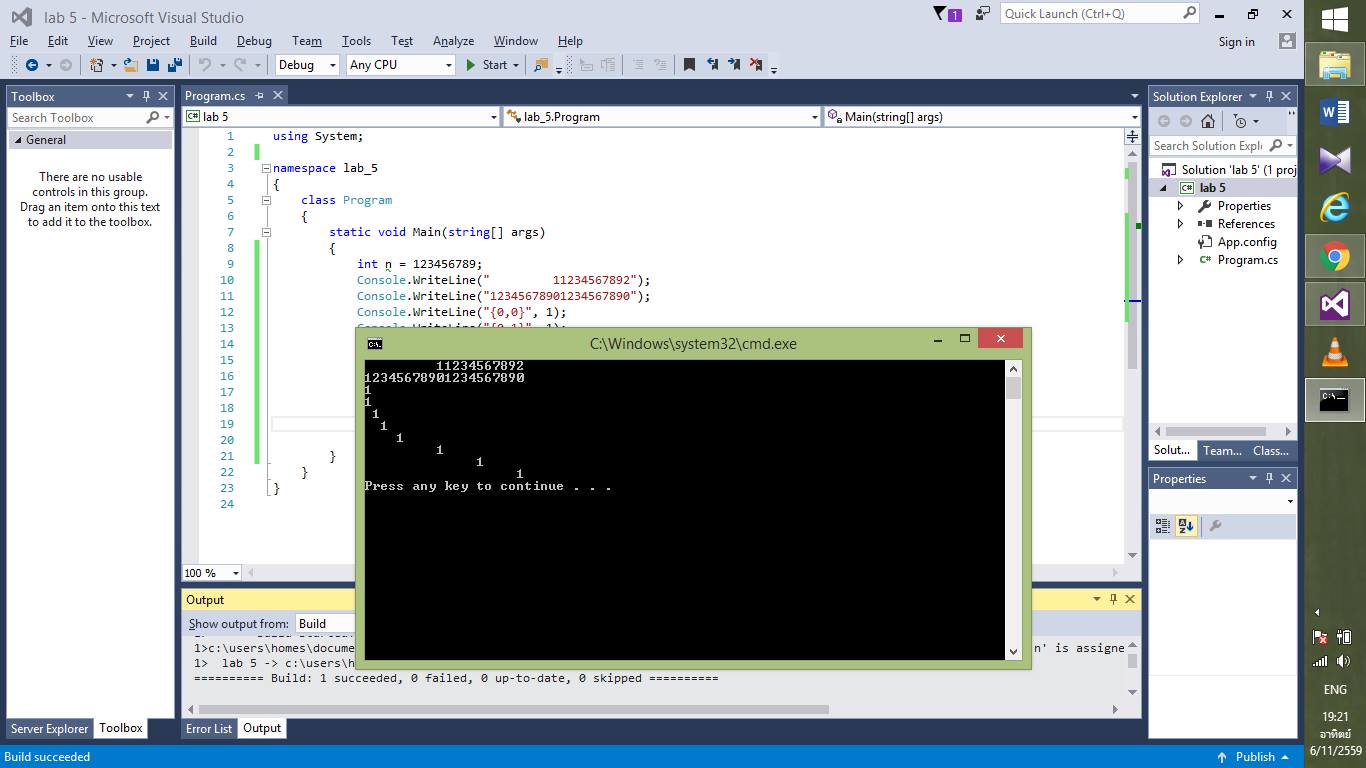 lab 5 - Microsoft Visual Studio
1
Quick Launch (Ctrl+Q)
File Edit View Project Build Debug Team Tools Test Analyze Window Help
Sign in
Debug Any CPU Start
Toolbox
Search Toolbox
General
There are no usable
controls in this group.
Drag an item onto this text
to add it to the toolbox.
Program.cs
C# lab 5 lab_5.Program Main(string[] args)
1 using System;
2
3 namespace lab_5
4 {
5 class Program
6 {
7 static void Main(string[] args)
8 {
9 int n = 123456789;
10 Console.WriteLine("         11234567892");
11 Console.WriteLine("12345678901234567890");
12 Console.WriteLine("{0,0}", 1);
13 Console.WriteLine("{0,1}", 1);
14
15
16
17
18
19
20
21 }
22 }
23 }
24
C:\Windows\system32\cmd.exe
         11234567892
12345678901234567890
1
1
 1
  1
    1
         1
              1
                   1
Press any key to continue . . .
100 %
Output
Show output from: Build
1>c:\users\homes\docume n' is assigne
1> lab 5 -> c:\users\h
========== Build: 1 succeeded, 0 failed, 0 up-to-date, 0 skipped ==========
Server Explorer Toolbox
Error List Output
Build succeeded
Publish
Solution Explorer
Search Solution Expl
Solution 'lab 5' (1 proj
C# lab 5
Properties
References
App.config
C# Program.cs
Solut... Team... Class...
Properties
ENG
19:21
อาทิตย์
6/11/2559